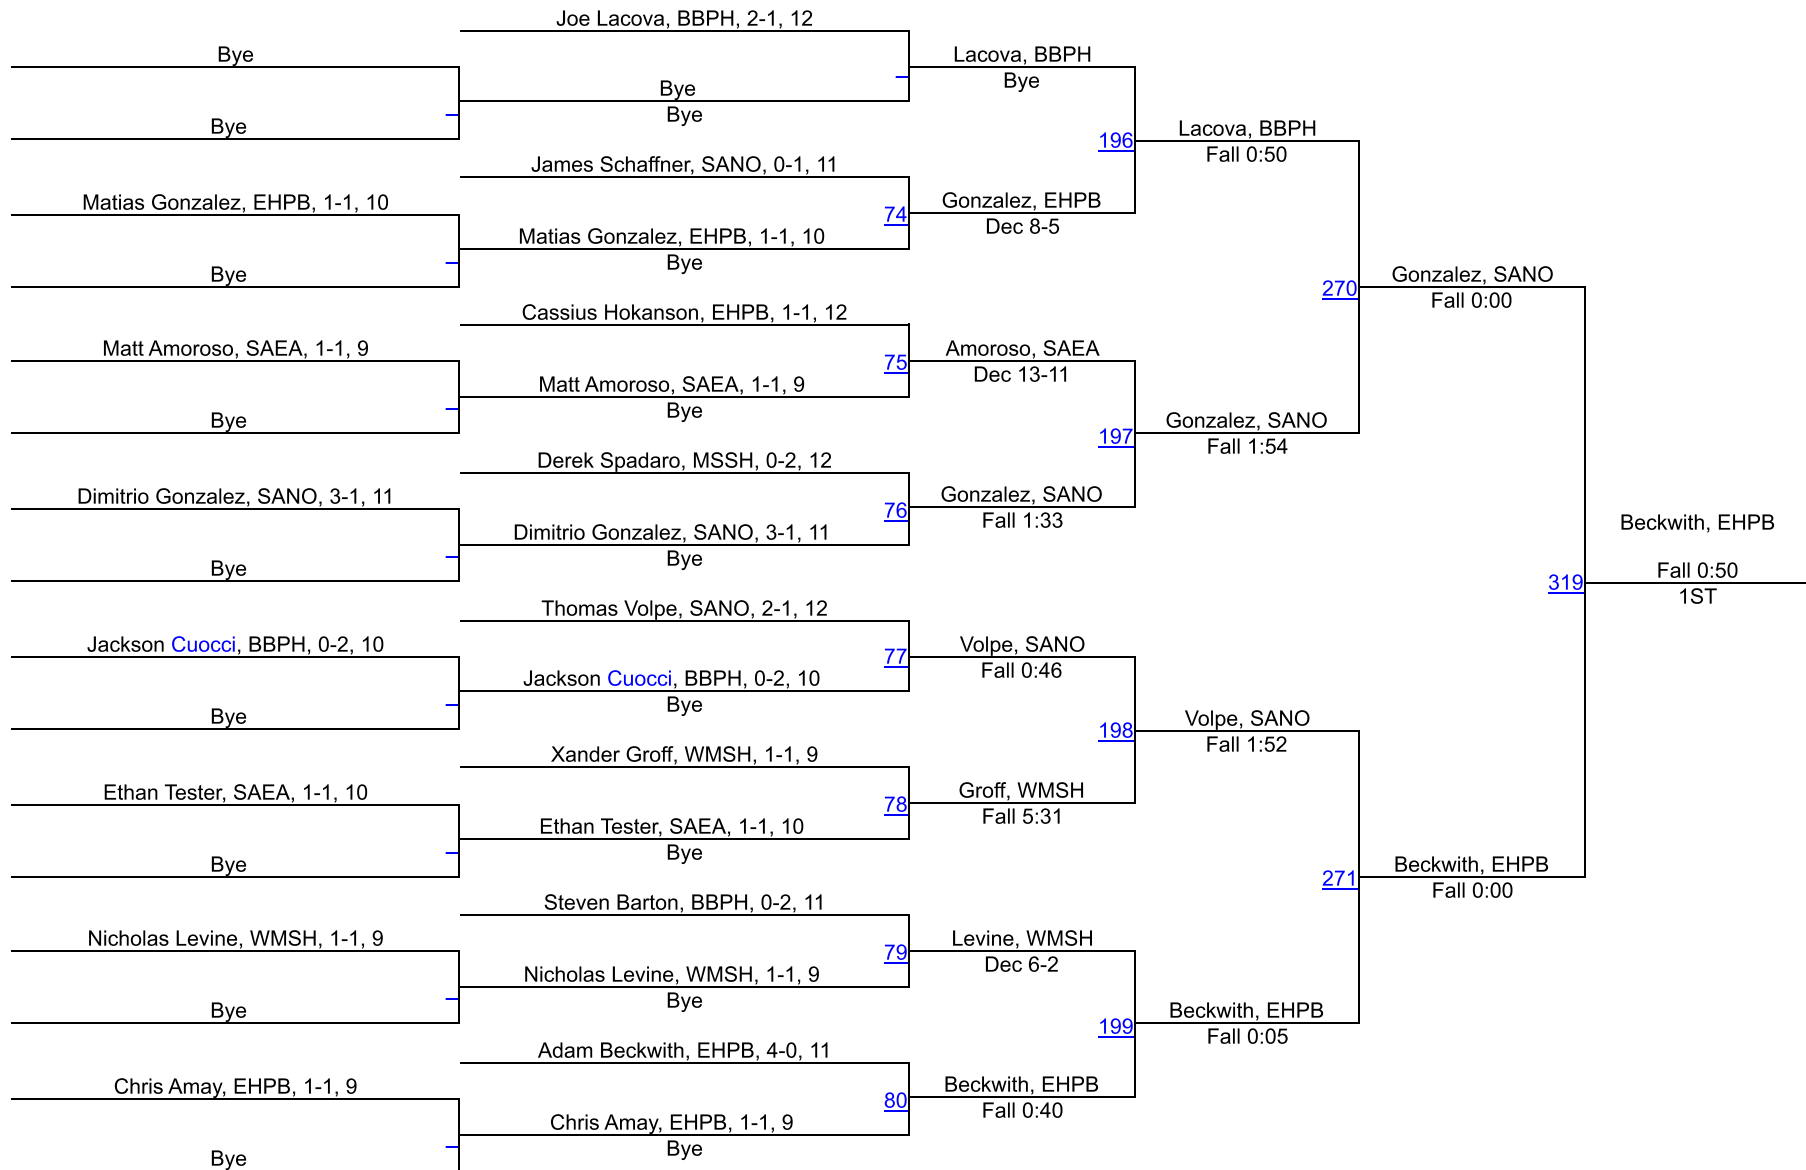 Joe Lacova, BBPH, 2-1, 12
Bye
Lacova, BBPH
Bye
Bye
Bye
Bye
Lacova, BBPH
196
Fall 0:50
James Schaffner, SANO, 0-1, 11
Matias Gonzalez, EHPB, 1-1, 10
74
Gonzalez, EHPB
Dec 8-5
Matias Gonzalez, EHPB, 1-1, 10
Bye
Bye
270
Gonzalez, SANO
Fall 0:00
Cassius Hokanson, EHPB, 1-1, 12
Matt Amoroso, SAEA, 1-1, 9
75
Amoroso, SAEA
Dec 13-11
Matt Amoroso, SAEA, 1-1, 9
Bye
Bye
197
Gonzalez, SANO
Fall 1:54
Derek Spadaro, MSSH, 0-2, 12
Dimitrio Gonzalez, SANO, 3-1, 11
76
Gonzalez, SANO
Fall 1:33
Dimitrio Gonzalez, SANO, 3-1, 11
Bye
Bye
Beckwith, EHPB
319
Fall 0:50
1ST
Thomas Volpe, SANO, 2-1, 12
Jackson Cuocci, BBPH, 0-2, 10
77
Volpe, SANO
Fall 0:46
Jackson Cuocci, BBPH, 0-2, 10
Bye
Bye
198
Volpe, SANO
Fall 1:52
Xander Groff, WMSH, 1-1, 9
Ethan Tester, SAEA, 1-1, 10
78
Groff, WMSH
Fall 5:31
Ethan Tester, SAEA, 1-1, 10
Bye
Bye
271
Beckwith, EHPB
Fall 0:00
Steven Barton, BBPH, 0-2, 11
Nicholas Levine, WMSH, 1-1, 9
79
Levine, WMSH
Dec 6-2
Nicholas Levine, WMSH, 1-1, 9
Bye
Bye
199
Beckwith, EHPB
Fall 0:05
Adam Beckwith, EHPB, 4-0, 11
Chris Amay, EHPB, 1-1, 9
80
Beckwith, EHPB
Fall 0:40
Chris Amay, EHPB, 1-1, 9
Bye
Bye